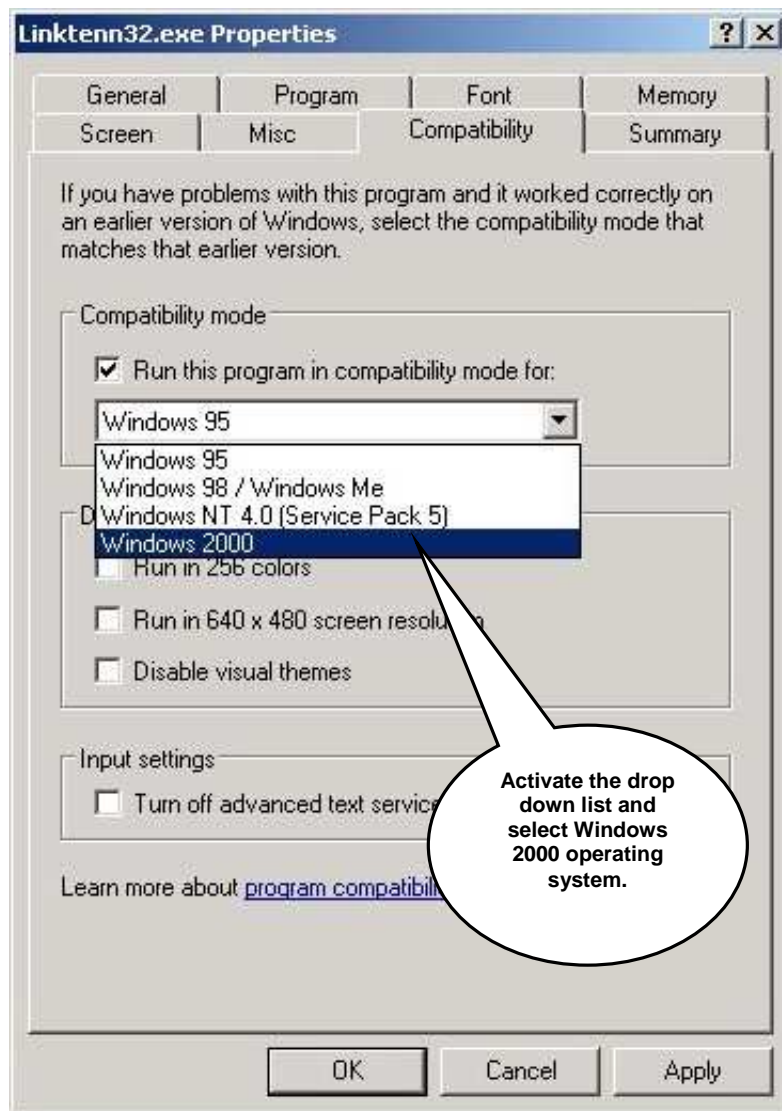 Linktenn32.exe Properties
? X
General Program Font Memory
Screen Misc Compatibility Summary
If you have problems with this program and it worked correctly on
an earlier version of Windows, select the compatibility mode that
matches that earlier version.
Compatibility mode
Run this program in compatibility mode for:
Windows 95
Windows 95
Windows 98 / Windows Me
Windows NT 4.0 (Service Pack 5)
D
Windows 2000
Run in 256 colors
Run in 640 x 480 screen
Disable visual themes
Input settings
Turn off advanced text
Learn more about program
Activate the drop
down list and
select Windows
2000 operating
system.
OK Cancel Apply